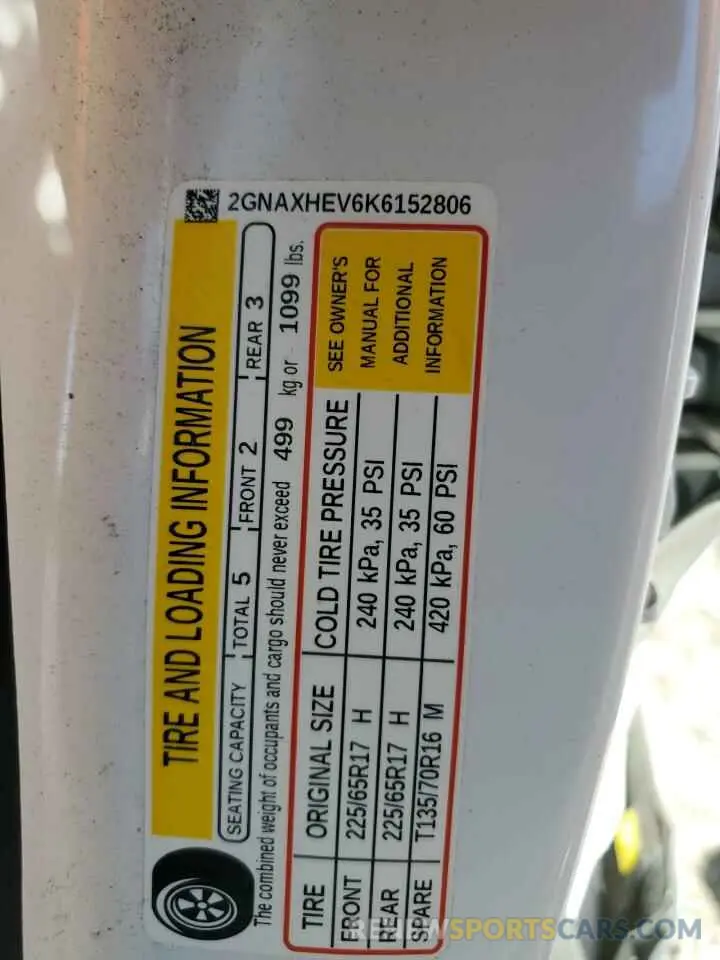 2GNAXHEV6K6152806
TIRE AND LOADING INFORMATION
SEATING CAPACITY TOTAL 5 FRONT 2 REAR 3
The combined weight of occupants and cargo should never exceed 499 kg or 1099 lbs.
TIRE ORIGINAL SIZE COLD TIRE PRESSURE
FRONT 225/65R17 H 240 kPa, 35 PSI
REAR 225/65R17 H 240 kPa, 35 PSI
SPARE T135/70R16 M 420 kPa, 60 PSI
SEE OWNER'S
MANUAL FOR
ADDITIONAL
INFORMATION
RENEWSPORTSCARS.COM